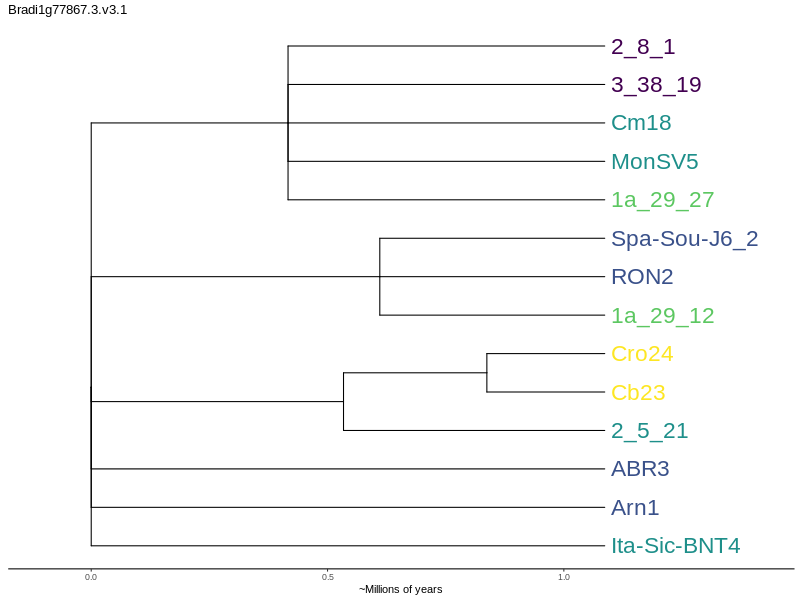 Bradi1g77867.3.v3.1
2_8_1
3_38_19
Cm18
MonSV5
1a_29_27
Spa-Sou-J6_2
RON2
1a_29_12
Cro24
Cb23
2_5_21
ABR3
Arn1
Ita-Sic-BNT4
0.0 0.5 1.0
~Millions of years